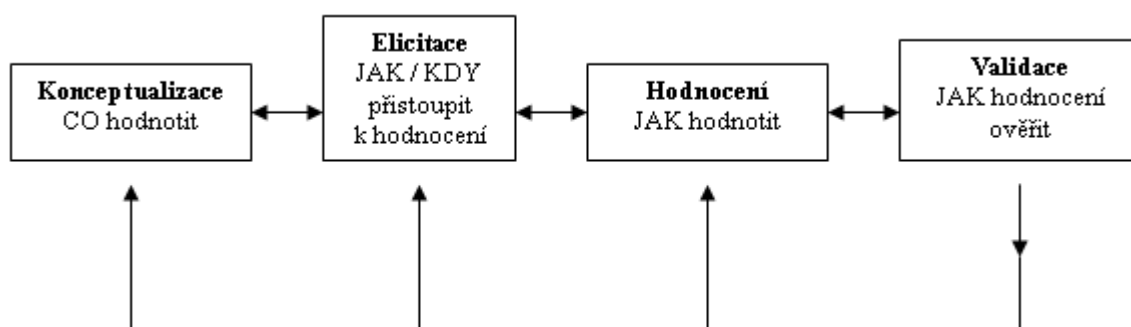 Konceptualizace
CO hodnotit
Elicitace
JAK / KDY
přistoupit
k hodnocení
Hodnocení
JAK hodnotit
Validace
JAK hodnocení
ověřit